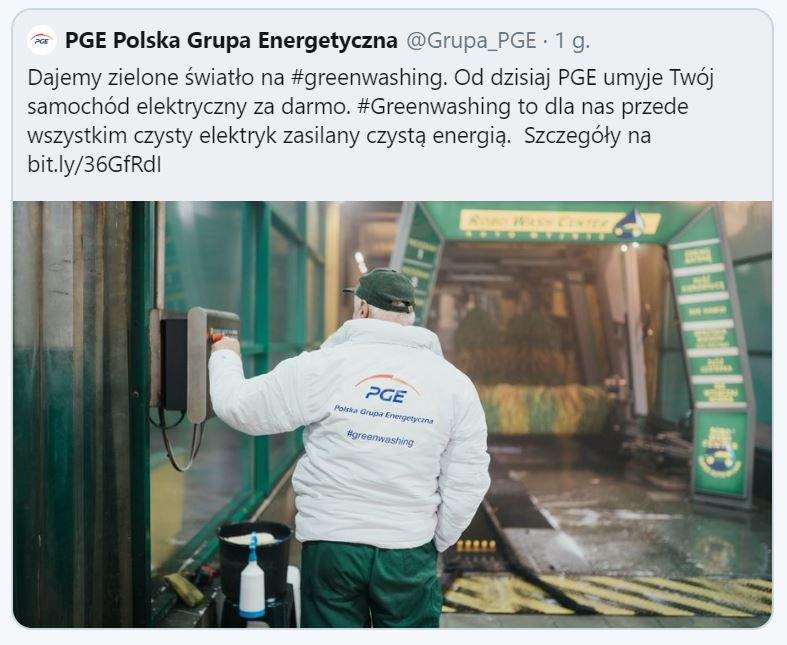 PGE
PGE Polska Grupa Energetyczna @Grupa_PGE · 1 g.
Dajemy zielone światło na #greenwashing. Od dzisiaj PGE umyje Twój
samochód elektryczny za darmo. #Greenwashing to dla nas przede
wszystkim czysty elektryk zasilany czystą energią. Szczegóły na
bit.ly/36GfRdI
ROBO WASH CENTER
PGE
Polska Grupa Energetyczna
#greenwashing